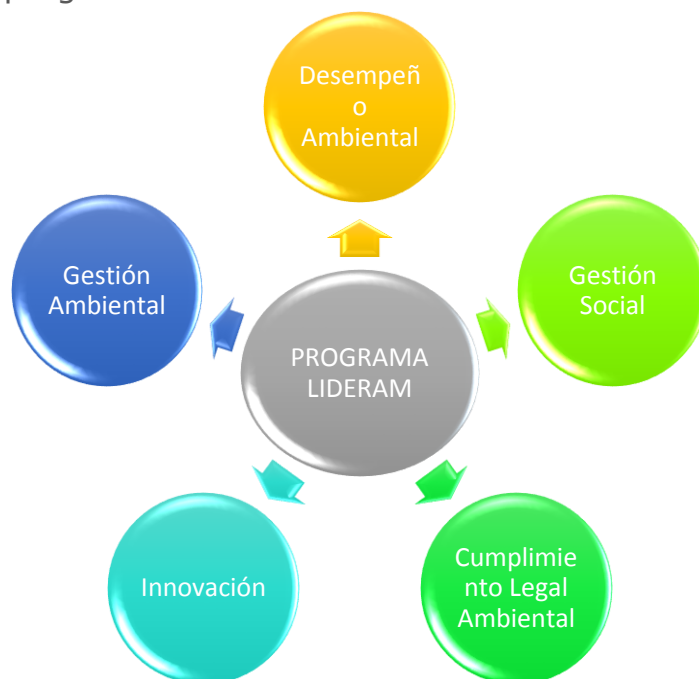 Desempeñ
o
Ambiental
Gestión
Ambiental
Gestión
Social
PROGRAMA
LIDERAM
Innovación
Cumplimie
nto Legal
Ambiental